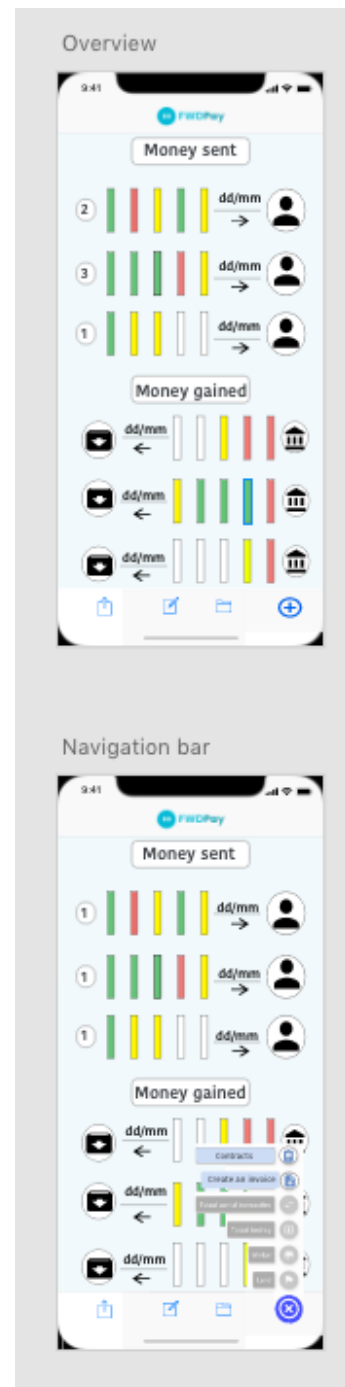 Overview
9:41
FWDPay
Money sent
2
dd/mm
3
dd/mm
1
dd/mm
Money gained
dd/mm
dd/mm
dd/mm
Navigation bar
9:41
FWDPay
Money sent
1
dd/mm
1
dd/mm
1
dd/mm
Money gained
dd/mm
Contracts
Create an invoice
dd/mm
dd/mm